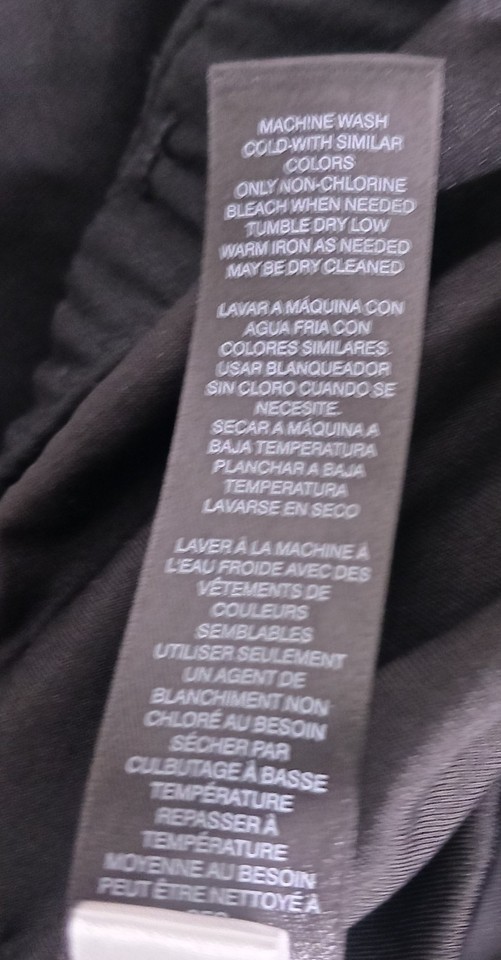 MACHINE WASH
COLD-WITH SIMILAR
COLORS
ONLY NON-CHLORINE
BLEACH WHEN NEEDED
TUMBLE DRY LOW
WARM IRON AS NEEDED
MAY BE DRY CLEANED
LAVAR A MÁQUINA CON
AGUA FRIA CON
COLORES SIMILARES.
USAR BLANQUEADOR
SIN CLORO CUANDO SE
NECESITE.
SECAR A MÁQUINA A
BAJA TEMPERATURA
PLANCHAR A BAJA
TEMPERATURA
LAVARSE EN SECO
LAVER À LA MACHINE À
L'EAU FROIDE AVEC DES
VÉTEMENTS DE
COULEURS
SEMBLABLES
UTILISER SEULEMENT
UN AGENT DE
BLANCHIMENT NON
CHLORÉ AU BESOIN
SÉCHER PAR
CULBUTAGE À BASSE
TEMPÉRATURE
REPASSER À
TEMPÉRATURE
MOYENNE AU BESOIN
PEUT ÊTRE NETTOYÉ À